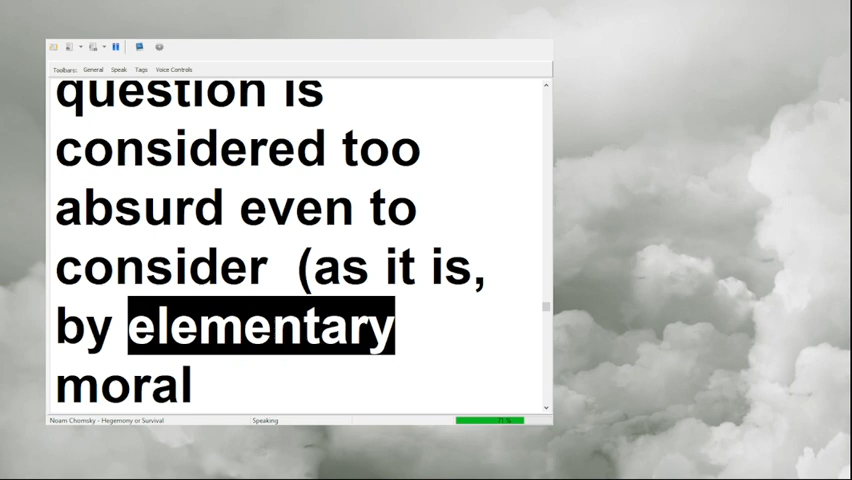 Toolbars: General Speak Tags Voice Controls
question is
considered too
absurd even to
consider (as it is,
by elementary
moral
Noam Chomsky - Hegemony or Survival Speaking 71 %